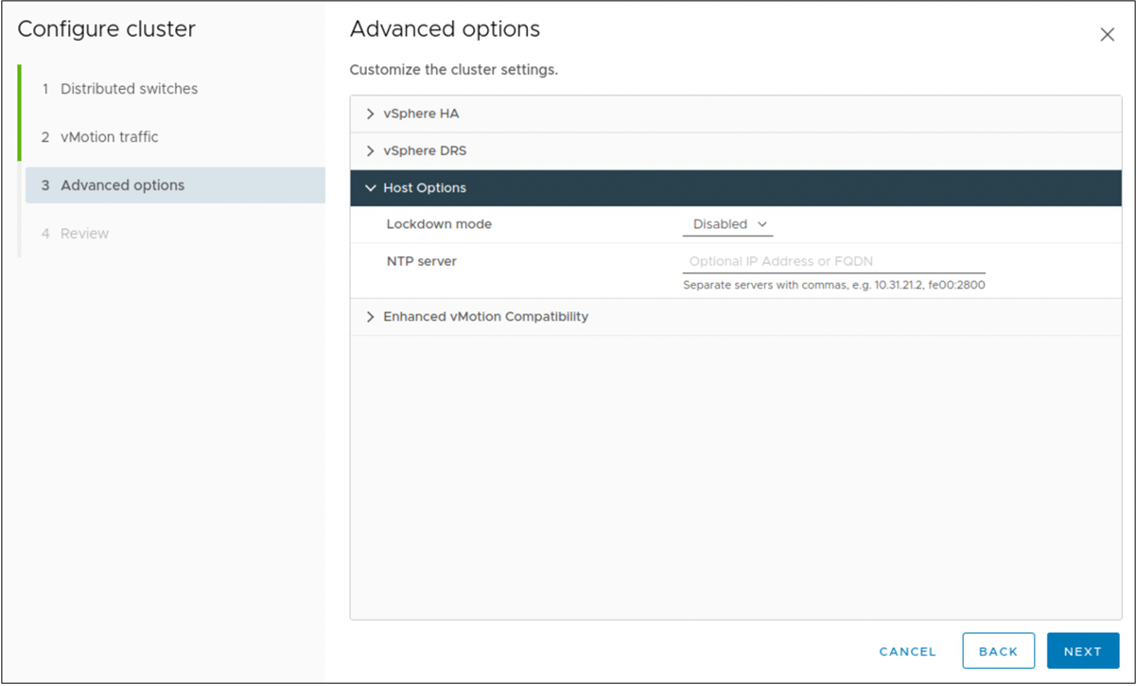 Configure cluster
1 Distributed switches
2 vMotion traffic
3 Advanced options
4 Review
Advanced options
Customize the cluster settings.
vSphere HA
vSphere DRS
Host Options
Lockdown mode Disabled
NTP server Optional IP Address or FQDN
Separate servers with commas, e.g. 10.31.21.2, fe00:2800
Enhanced vMotion Compatibility
CANCEL BACK NEXT